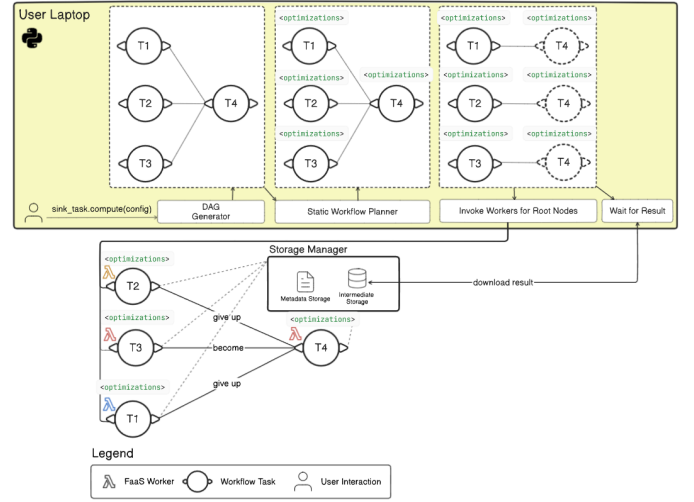 User Laptop
T1
T2
T3
T4
<optimizations>
T1
<optimizations>
T2
<optimizations>
T3
<optimizations>
T4
<optimizations>
<optimizations>
T1
T4
<optimizations>
<optimizations>
T2
T4
<optimizations>
<optimizations>
T3
T4
sink_task.compute(config)
DAG
Generator
Static Workflow Planner
Invoke Workers for Root Nodes
Wait for Result
Storage Manager
Metadata Storage
Intermediate
Storage
download result
<optimizations>
T2
<optimizations>
T3
<optimizations>
T1
give up
become
give up
<optimizations>
T4
Legend
FaaS Worker
Workflow Task
User Interaction